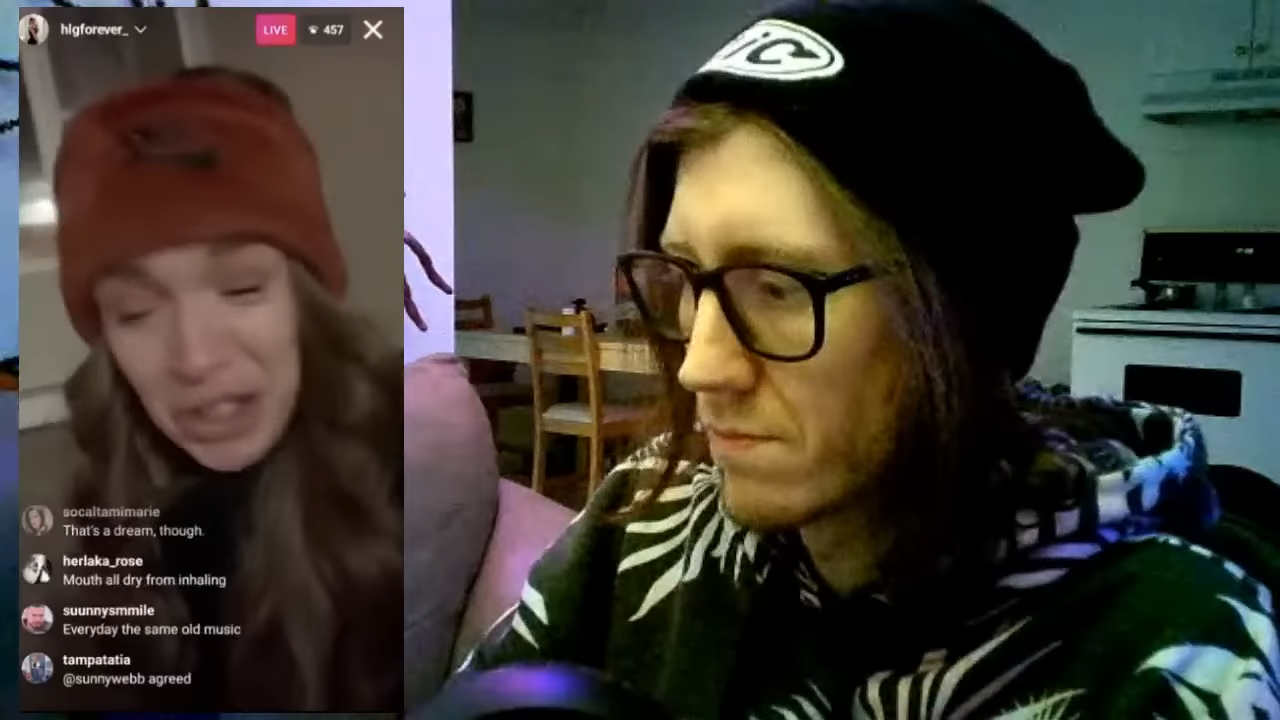 hlgforever_
LIVE
457
socaltamimarie
That's a dream, though.
herlaka_rose
Mouth all dry from inhaling
suunnysmmile
Everyday the same old music
tampatatia
@sunnywebb agreed